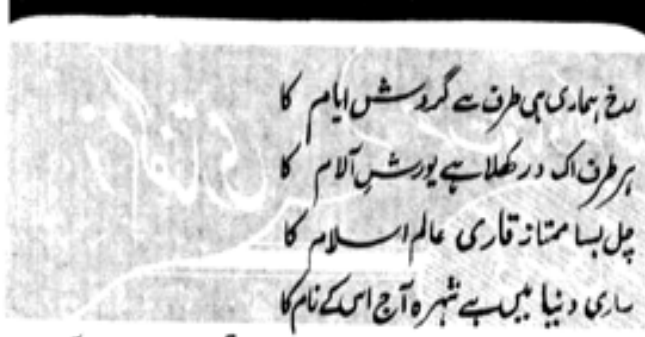 رخ ہماری ہی طرف ہے گردشِ ایام کا
ہر طرف اک در کھلا ہے یورشِ آلام کا
چل بسا ممتاز قاری عالم اسلام کا
ساری دنیا میں ہے شہرہ آج اس کے نام کا